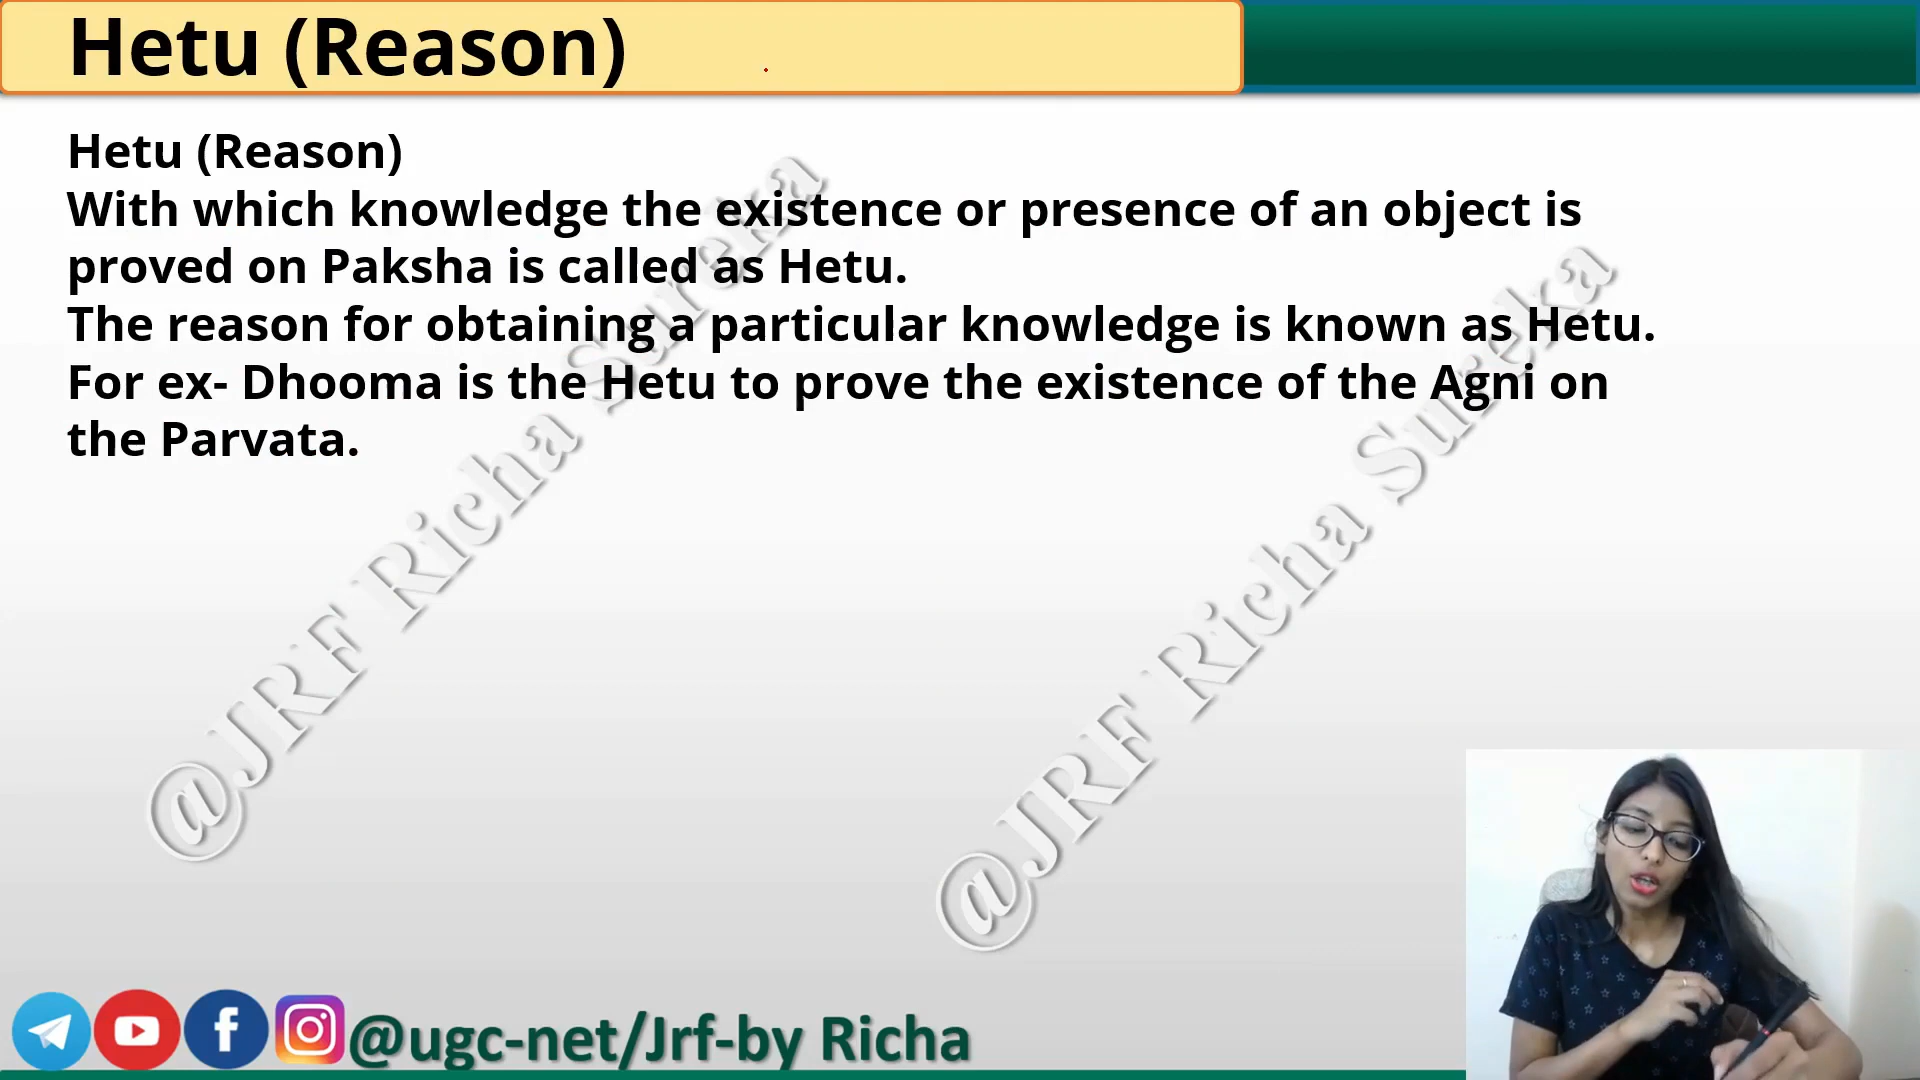 Hetu (Reason)
Hetu (Reason)
With which knowledge the existence or presence of an object is
proved on Paksha is called as Hetu.
The reason for obtaining a particular knowledge is known as Hetu.
For ex- Dhooma is the Hetu to prove the existence of the Agni on
the Parvata.
@JRF Richa Sureka
@JRF Richa Sureka
@ugc-net/Jrf-by Richa